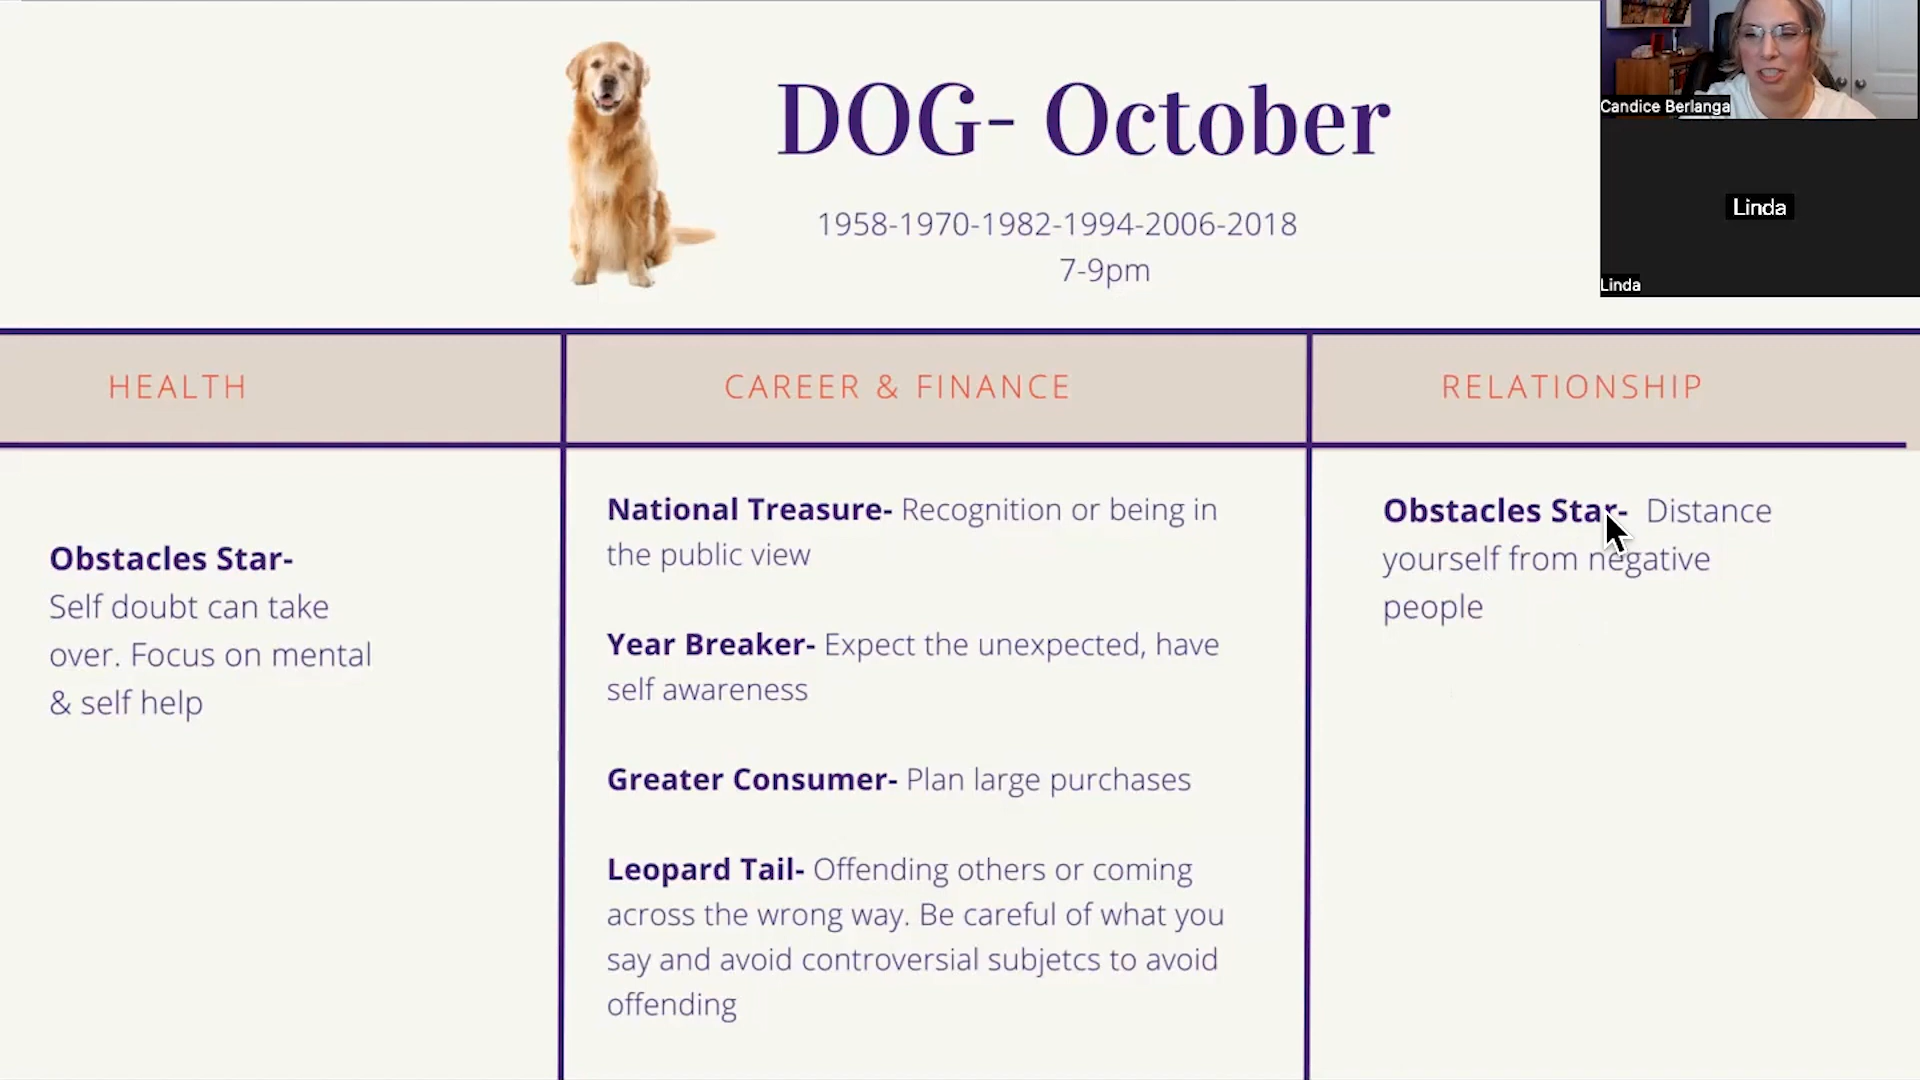 DOG- October
1958-1970-1982-1994-2006-2018
7-9pm
Candice Berlanga
Linda
Linda
HEALTH
CAREER & FINANCE
RELATIONSHIP
Obstacles Star-
Self doubt can take
over. Focus on mental
& self help
National Treasure- Recognition or being in
the public view
Year Breaker- Expect the unexpected, have
self awareness
Greater Consumer- Plan large purchases
Leopard Tail- Offending others or coming
across the wrong way. Be careful of what you
say and avoid controversial subjetcs to avoid
offending
Obstacles Star- Distance
yourself from negative
people